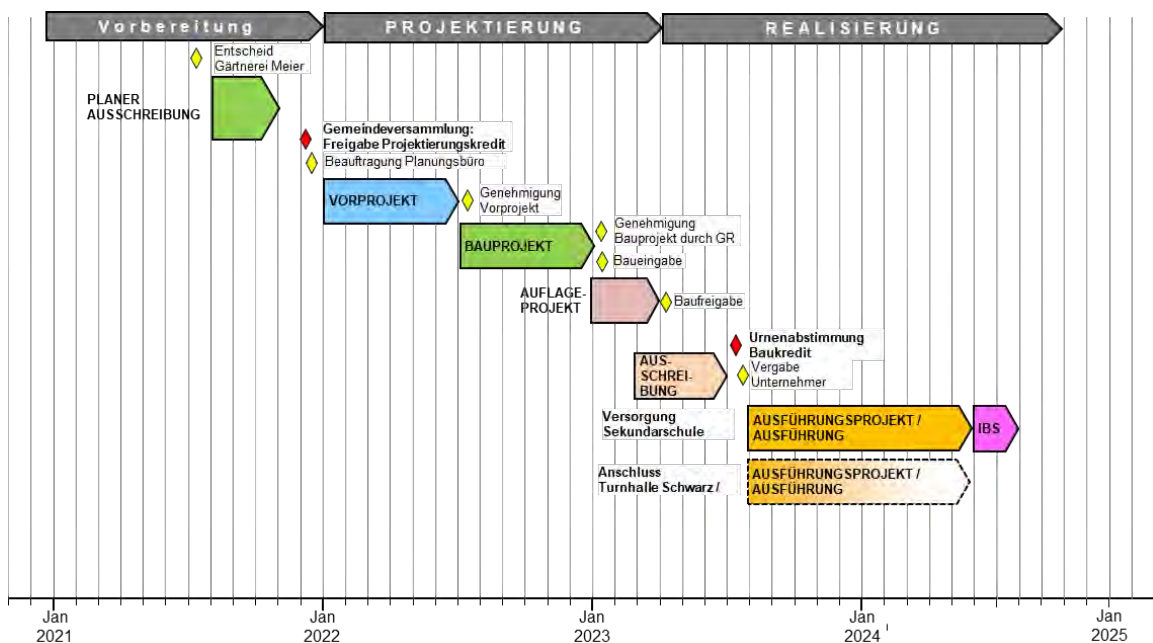 Vorbereitung
PROJEKTIERUNG
REALISIERUNG
Entscheid
Gärtnerei Meier
PLANER
AUSSCHREIBUNG
Gemeindeversammlung:
Freigabe Projektierungskredit
Beauftragung Planungsbüro
VORPROJEKT
Genehmigung
Vorprojekt
BAUPROJEKT
Genehmigung
Bauprojekt durch GR
Baueingabe
AUFLAGE-
PROJEKT
Baufreigabe
Urnenabstimmung
Baukredit
AUS-
SCHREI-
BUNG
Vergabe
Unternehmer
Versorgung
Sekundarschule
AUSFÜHRUNGSPROJEKT /
AUSFÜHRUNG
IBS
Anschluss
Turnhalle Schwarz /
AUSFÜHRUNGSPROJEKT /
AUSFÜHRUNG
Jan
2021
Jan
2022
Jan
2023
Jan
2024
Jan
2025